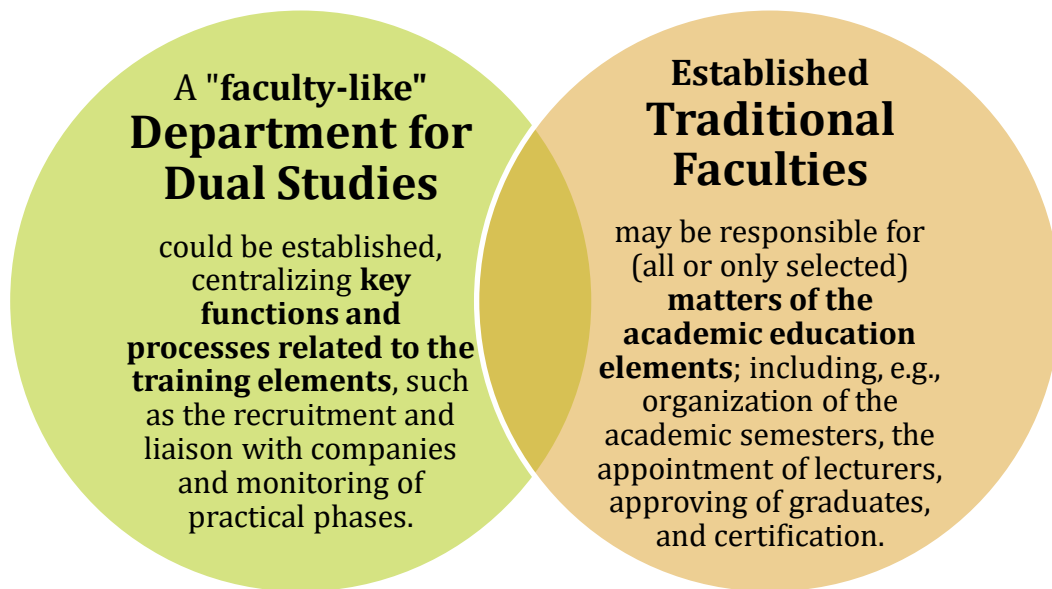 A "faculty-like"
Department for
Dual Studies
could be established,
centralizing key
functions and
processes related to the
training elements, such
as the recruitment and
liaison with companies
and monitoring of
practical phases.
Established
Traditional
Faculties
may be responsible for
(all or only selected)
matters of the
academic education
elements; including, e.g.,
organization of the
academic semesters, the
appointment of lecturers,
approving of graduates,
and certification.